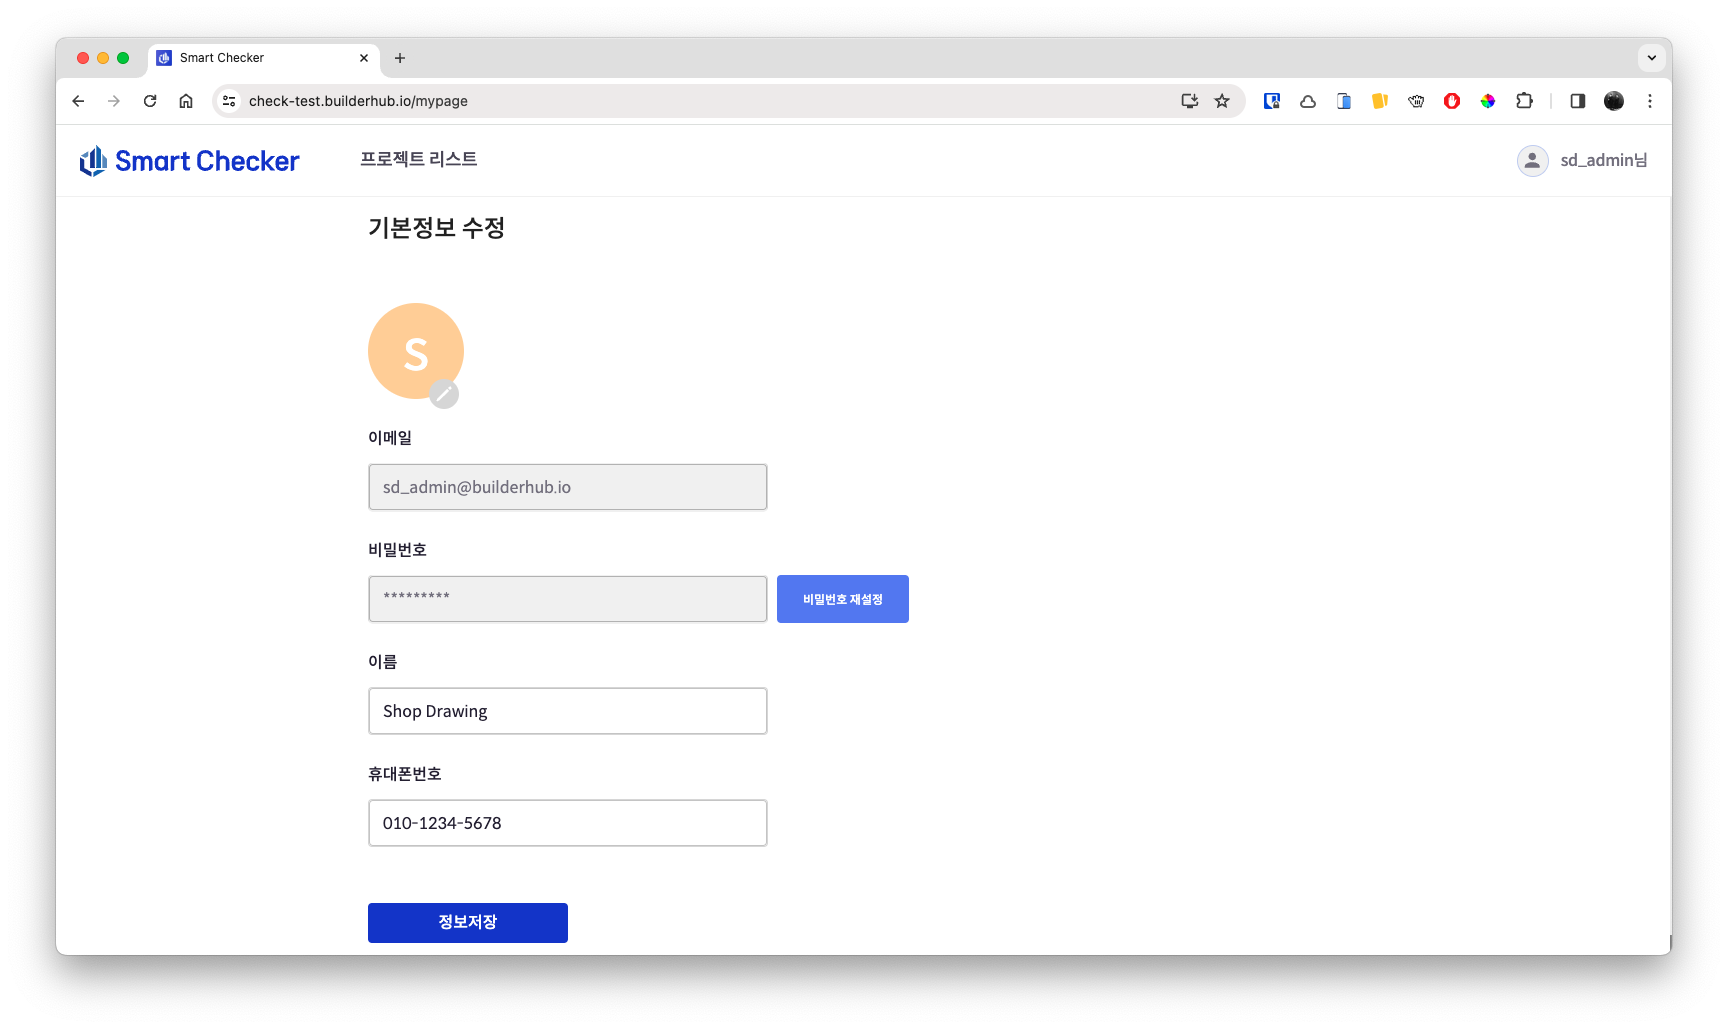 Smart Checker
check-test.builderhub.io/mypage
Smart Checker
프로젝트 리스트
sd_admin님
기본정보 수정
S
이메일
sd_admin@builderhub.io
비밀번호
*********
비밀번호 재설정
이름
Shop Drawing
휴대폰번호
010-1234-5678
정보저장